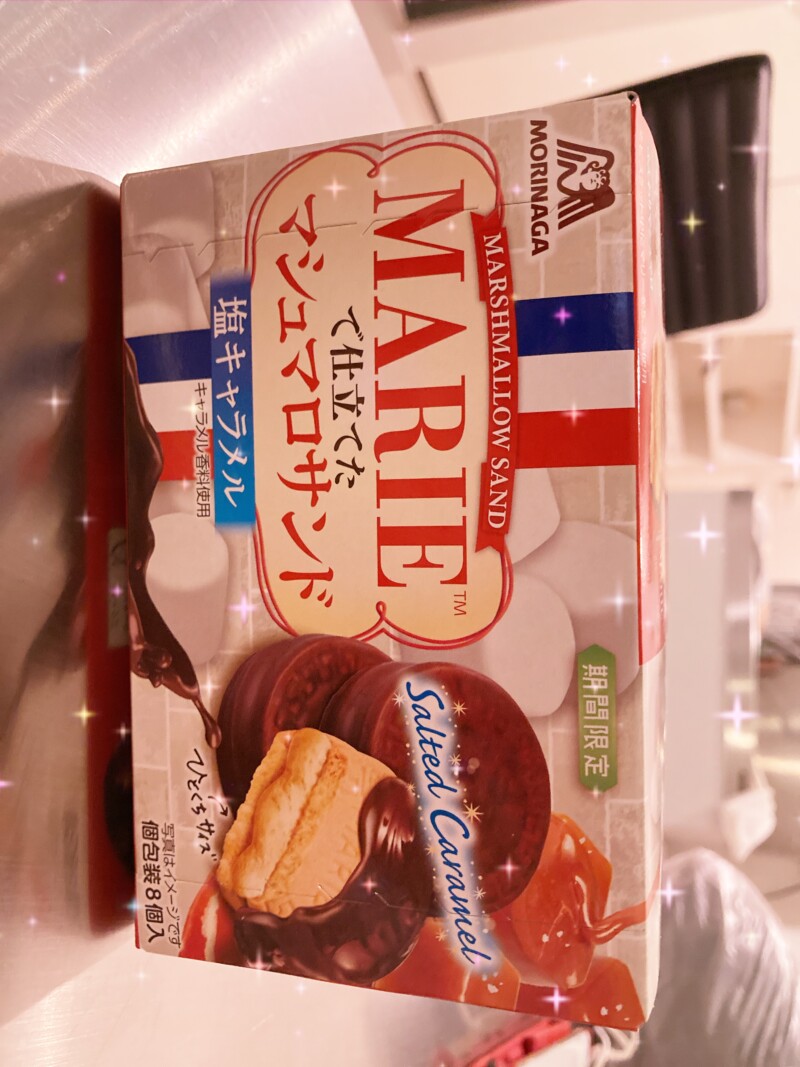 MORINAGA
期間限定
MARSHMALLOW SAND
MARIE™
で仕立てた
マシュマロサンド
塩キャラメル
キャラメル香料使用
Salted Caramel
ひとくちサイズ
写真はイメージです
個包装8個入